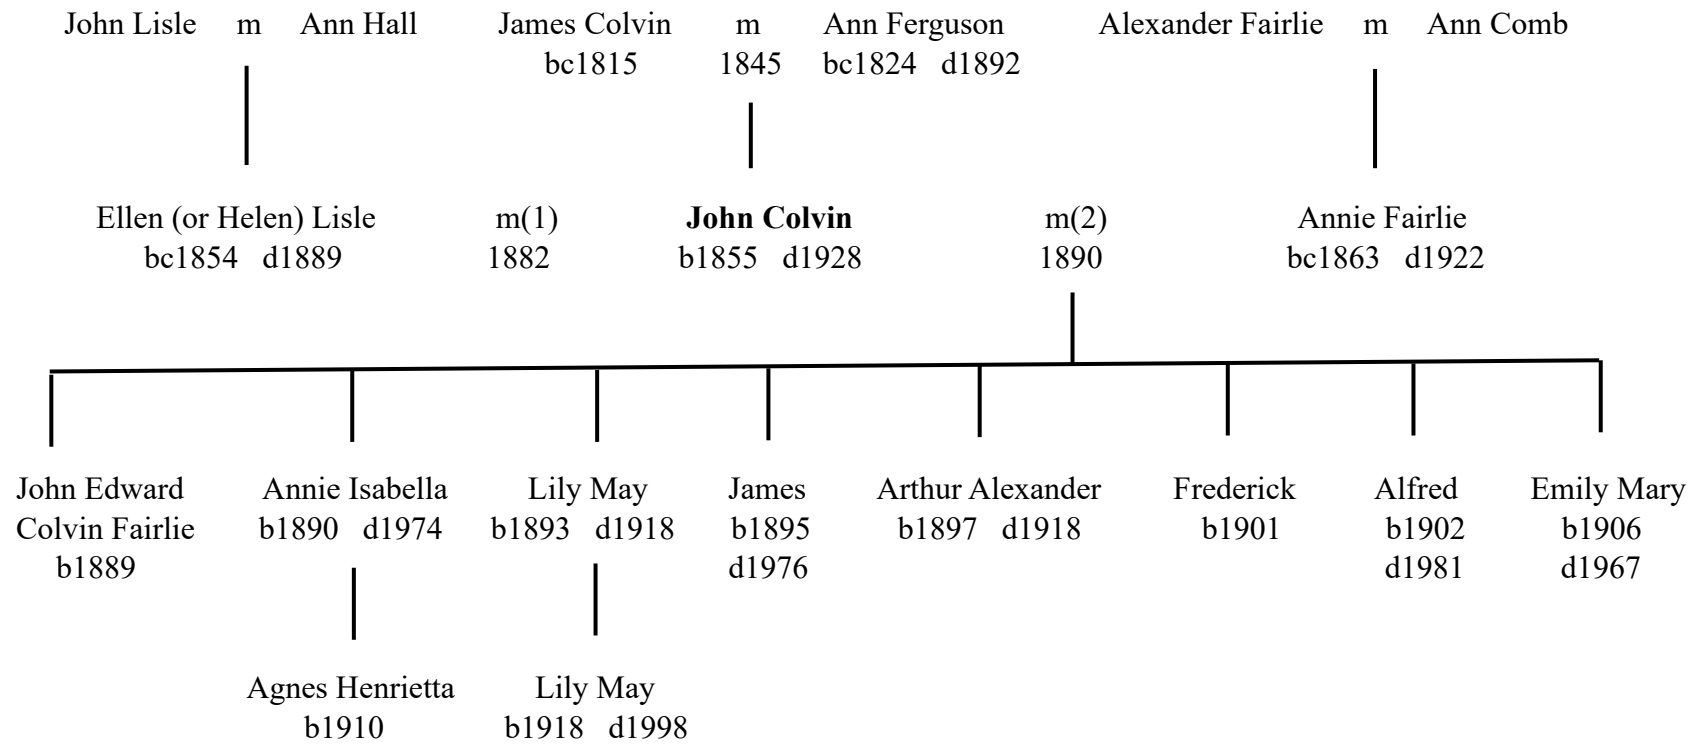 John Lisle m Ann Hall James Colvin m Ann Ferguson Alexander Fairlie m Ann Comb
bc1815 1845 bc1824 d1892
Ellen (or Helen) Lisle m(1) John Colvin m(2) Annie Fairlie
bc1854 d1889 1882 b1855 d1928 1890 bc1863 d1922
John Edward Annie Isabella Lily May James Arthur Alexander Frederick Alfred Emily Mary
Colvin Fairlie b1890 d1974 b1893 d1918 b1895 b1897 d1918 b1901 b1902 b1906
b1889 d1976 d1981 d1967
Agnes Henrietta Lily May
b1910 b1918 d1998